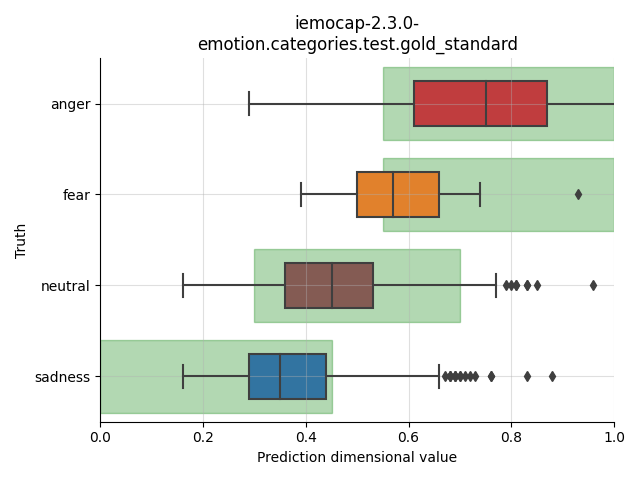 iemocap-2.3.0-
emotion.categories.test.gold_standard
anger
fear
neutral
sadness
Truth
0.0 0.2 0.4 0.6 0.8 1.0
Prediction dimensional value